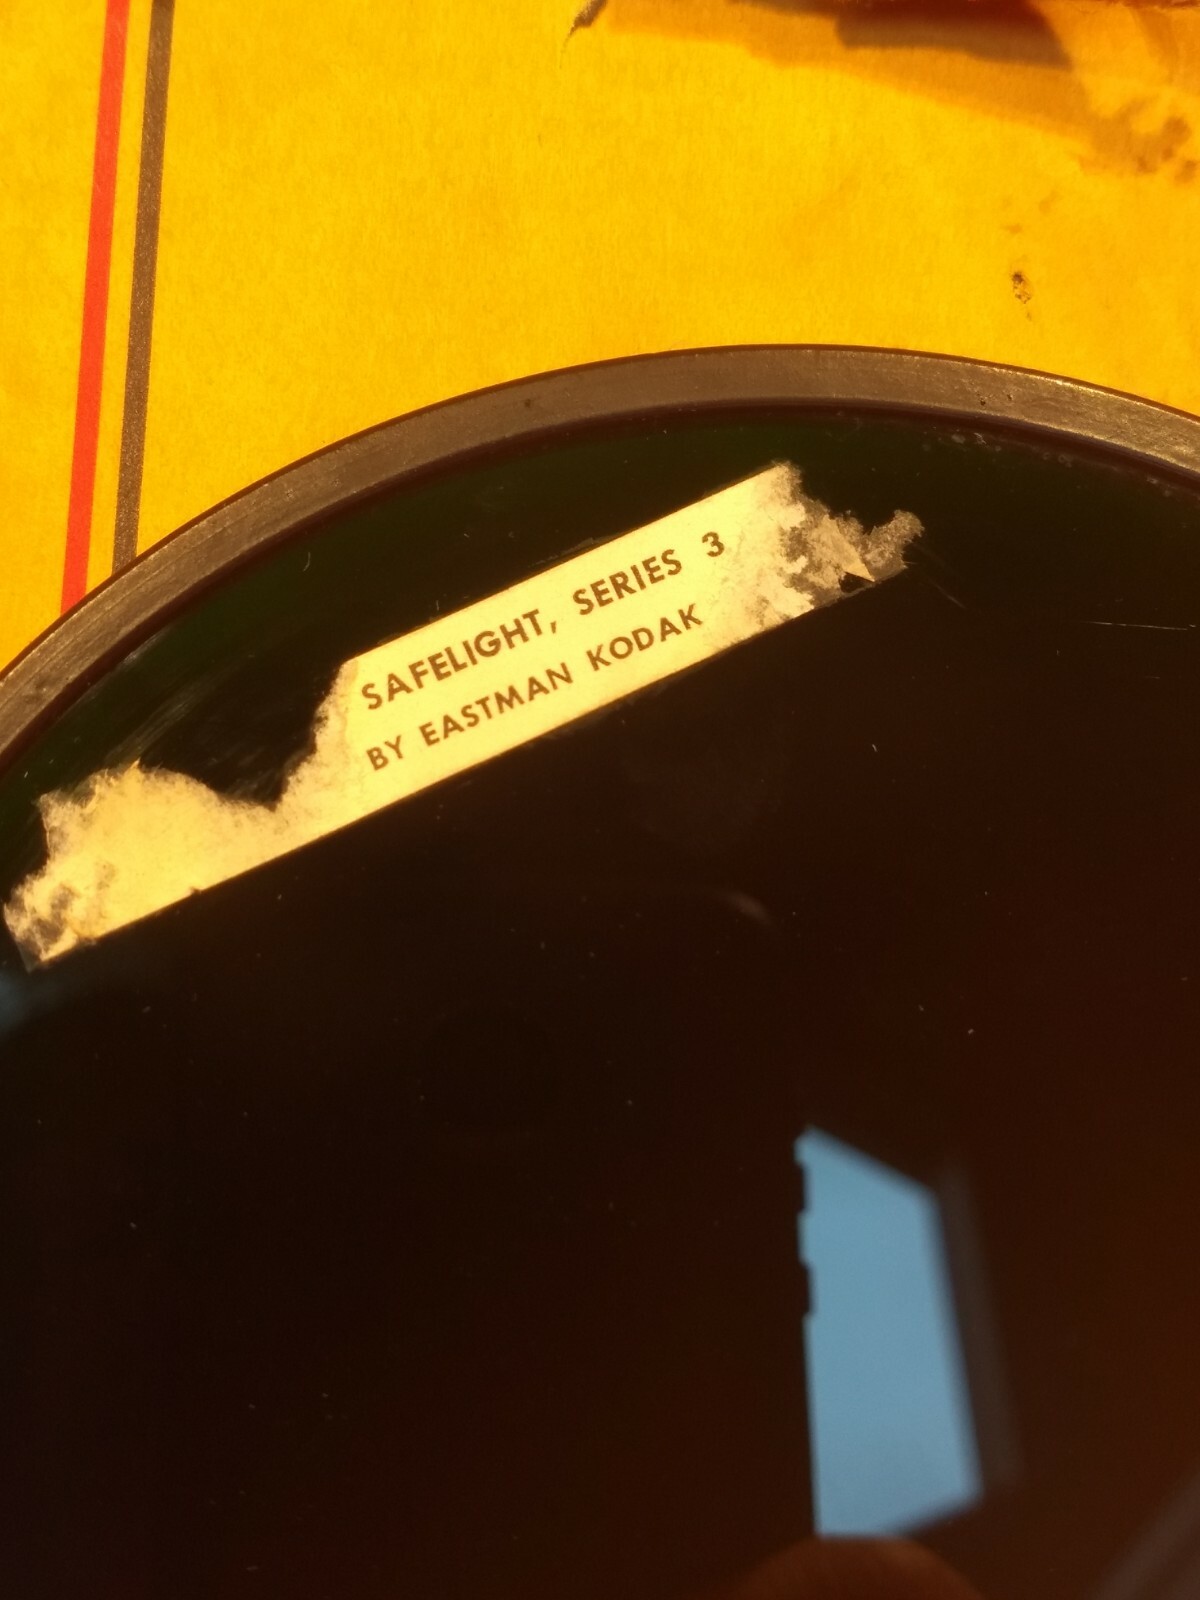 SAFELIGHT, SERIES 3
BY EASTMAN KODAK